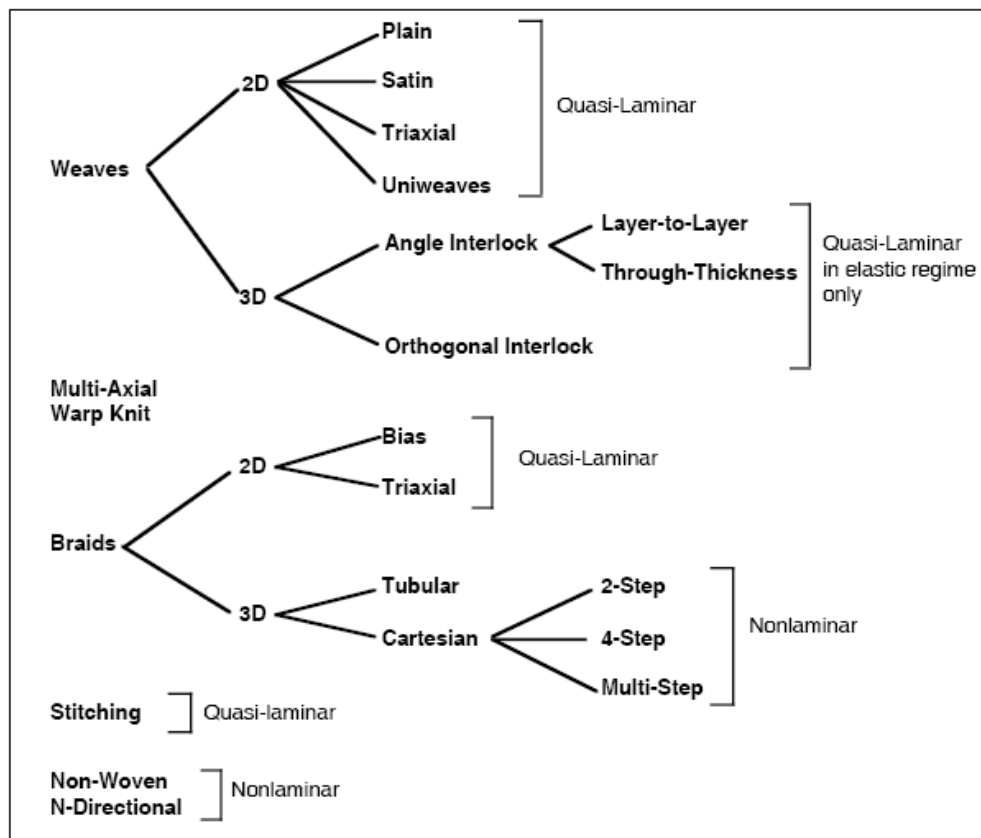 Plain
2D
Satin
Quasi-Laminar
Triaxial
Weaves
Uniweaves
Layer-to-Layer
Angle Interlock
Quasi-Laminar
in elastic regime
only
Through-Thickness
3D
Orthogonal Interlock
Multi-Axial
Warp Knit
Bias
2D
Quasi-Laminar
Triaxial
Braids
Tubular
2-Step
3D
Nonlaminar
Cartesian
4-Step
Multi-Step
Stitching
Quasi-laminar
Non-Woven
N-Directional
Nonlaminar